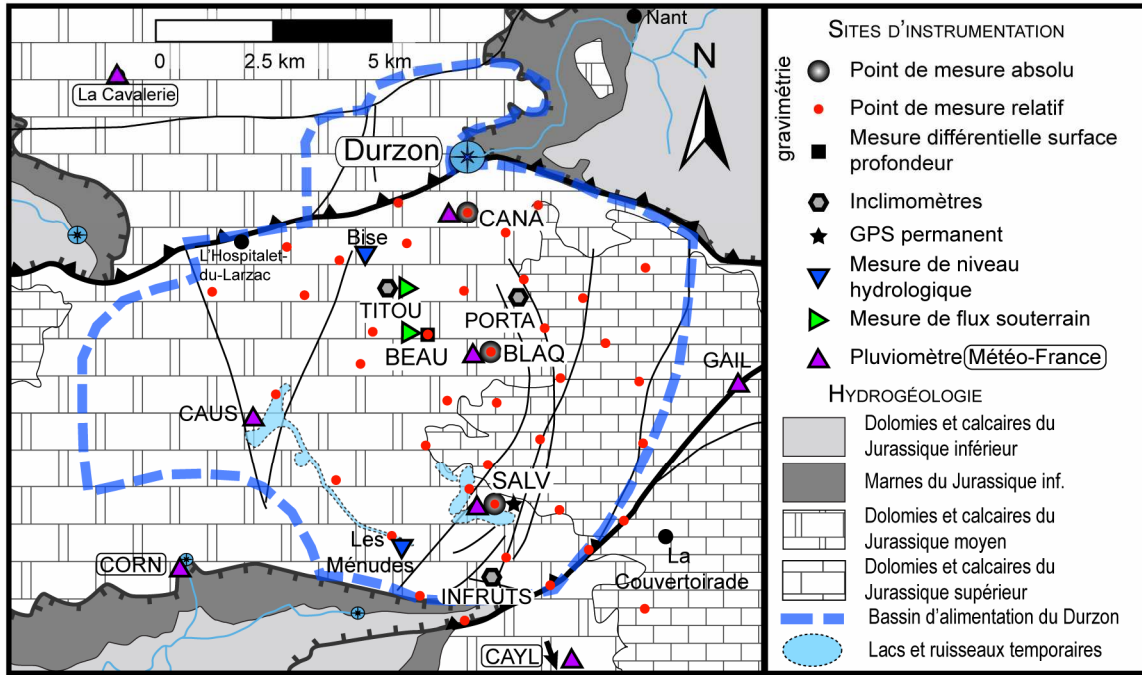 Nant
0
2.5 km
5 km
La Cavalerie
N
Durzon
CANA
Bise
L'Hospitalet-
du-Larzac
TITOU
PORTA
BEAU
BLAQ
GAIL
CAUS
SALV
Les
Ménudes
CORN
La
Couvertoirade
INFRUTS
CAYL
SITES D'INSTRUMENTATION
gravimétrie
Point de mesure absolu
Point de mesure relatif
Mesure différentielle surface
profondeur
Inclimomètres
GPS permanent
Mesure de niveau
hydrologique
Mesure de flux souterrain
Pluviomètre Météo-France
HYDROGÉOLOGIE
Dolomies et calcaires du
Jurassique inférieur
Marnes du Jurassique inf.
Dolomies et calcaires du
Jurassique moyen
Dolomies et calcaires du
Jurassique supérieur
Bassin d'alimentation du Durzon
Lacs et ruisseaux temporaires